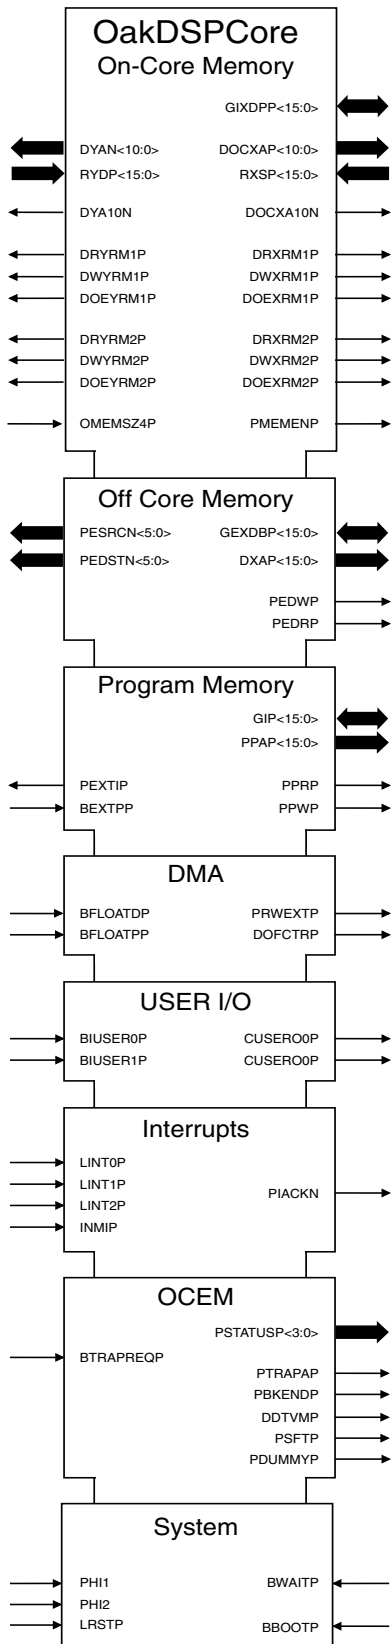 OakDSPCore
On-Core Memory
GIXDPP<15:0>
DYAN<10:0> DOCXAP<10:0>
RYDP<15:0> RXSP<15:0>
DYA10N DOCXA10N
DRYRM1P DRXRM1P
DWYRM1P DWXRM1P
DOEYRM1P DOEXRM1P
DRYRM2P DRXRM2P
DWYRM2P DWXRM2P
DOEYRM2P DOEXRM2P
OMEMSZ4P PMEMENP
Off Core Memory
PESRCN<5:0> GEXDBP<15:0>
PEDSTN<5:0> DXAP<15:0>
PEDWP
PEDRP
Program Memory
GIP<15:0>
PPAP<15:0>
PEXTIP PPRP
BEXTPP PPWP
DMA
BFLOATDP PRWEXTP
BFLOATPP DOFCTRP
USER I/O
BIUSER0P CUSERO0P
BIUSER1P CUSERO0P
Interrupts
LINT0P
LINT1P PIACKN
LINT2P
INMIP
OCEM
PSTATUSP<3:0>
BTRAPREQP
PTRAPAP
PBKENDP
DDTVMP
PSFTP
PDUMMYP
System
PHI1 BWAITP
PHI2
LRSTP BBOOTP